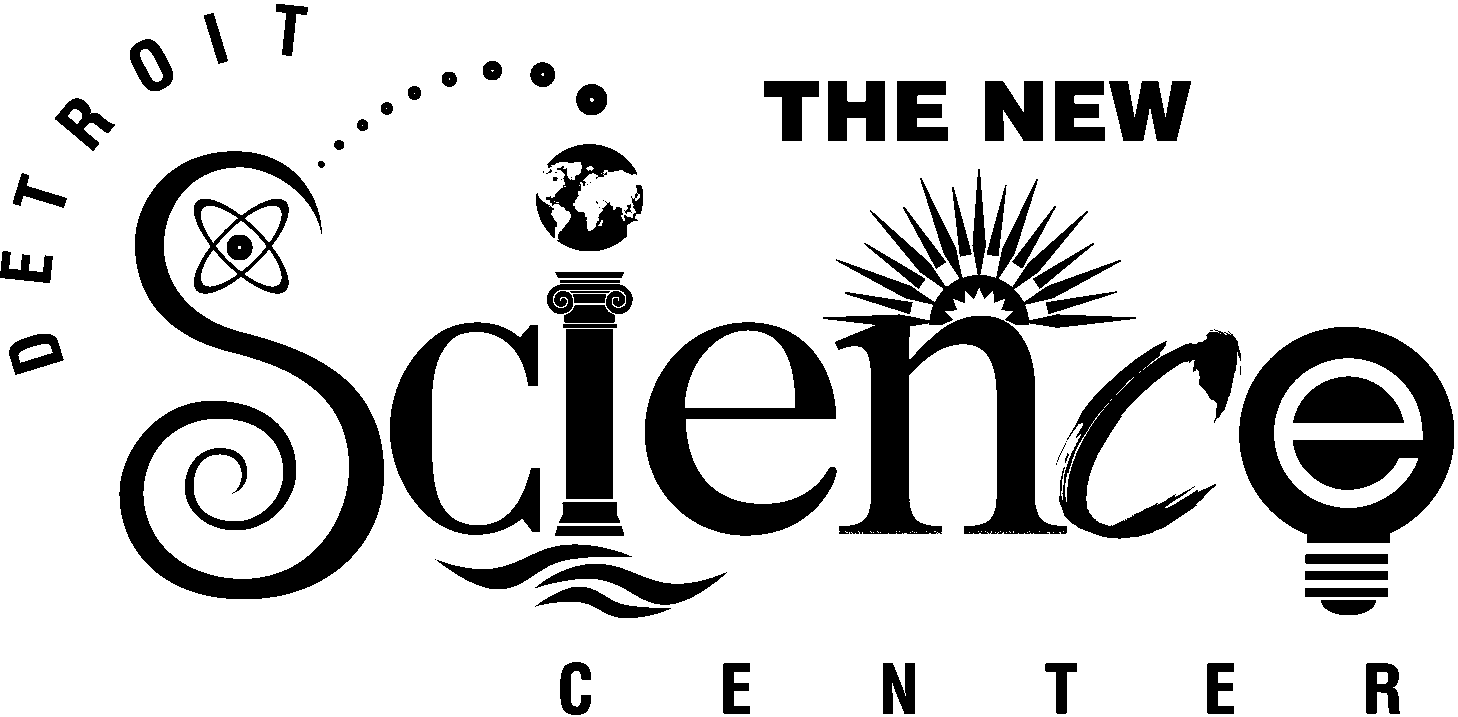 DETROIT
THE NEW
Science
CENTER